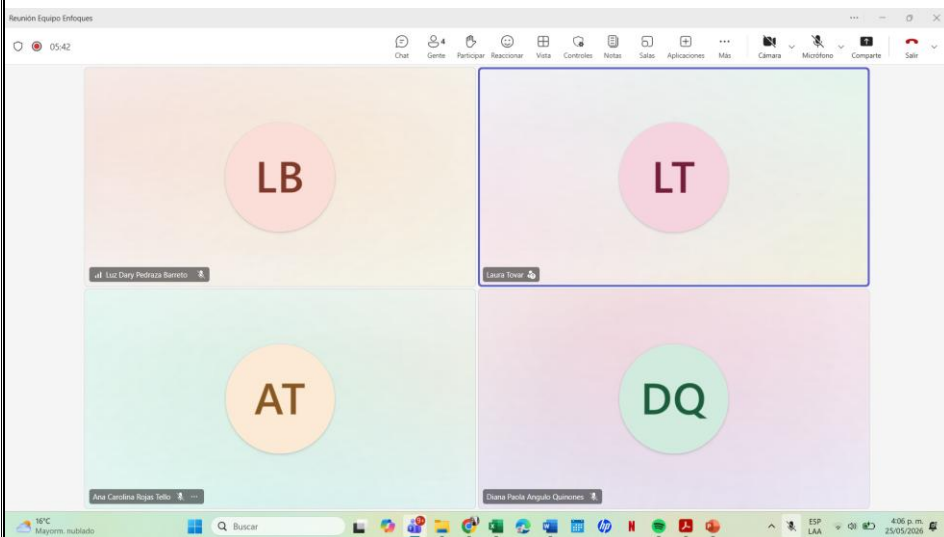 Reunión Equipo Enfoques
05:42
Chat
4
Gente
Participar
Reaccionar
Vista
Controles
Notas
Salas
Aplicaciones
Más
Cámara
Micrófono
Comparte
Salir
LB
Luz Dary Pedraza Barreto
LT
Laura Tovar
AT
Ana Carolina Rojas Tello
DQ
Diana Paola Angulo Quinones
16°C
Mayorm. nublado
Buscar
ESP
LAA
4:06 p. m.
25/05/2026